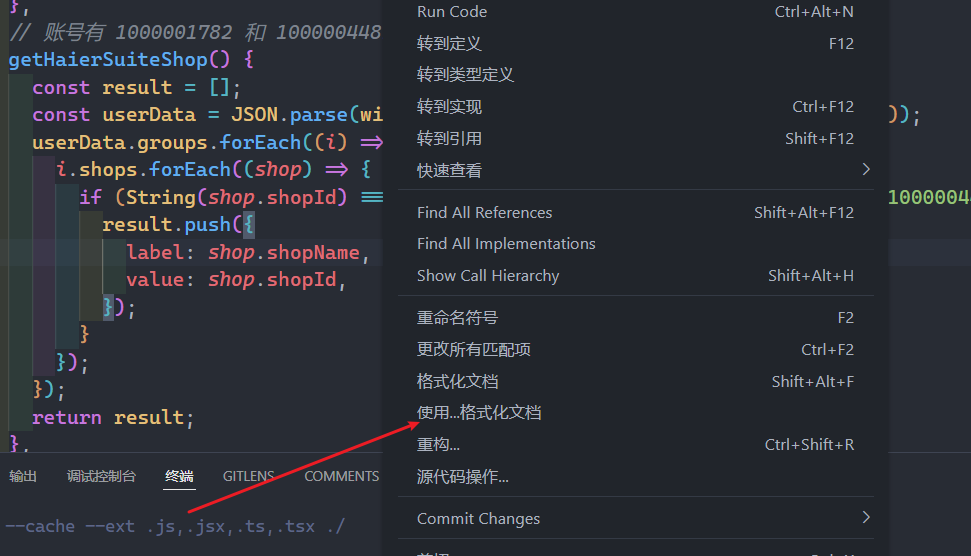 },
// 账号有 1000001782 和 100000448
getHaierSuiteShop() {
const result = [];
const userData = JSON.parse(wi
));
userData.groups.forEach((i) =>
i.shops.forEach((shop) => {
if (String(shop.shopId) ===
1000004
result.push({
label: shop.shopName,
value: shop.shopId,
});
}
});
});
return result;
},
输出 调试控制台 终端 GITLENS COMMENTS
--cache --ext .js,.jsx,.ts,.tsx ./
Run Code Ctrl+Alt+N
转到定义 F12
转到类型定义
转到实现 Ctrl+F12
转到引用 Shift+F12
快速查看
Find All References Shift+Alt+F12
Find All Implementations
Show Call Hierarchy Shift+Alt+H
重命名符号 F2
更改所有匹配项 Ctrl+F2
格式化文档 Shift+Alt+F
使用...格式化文档
重构... Ctrl+Shift+R
源代码操作...
Commit Changes